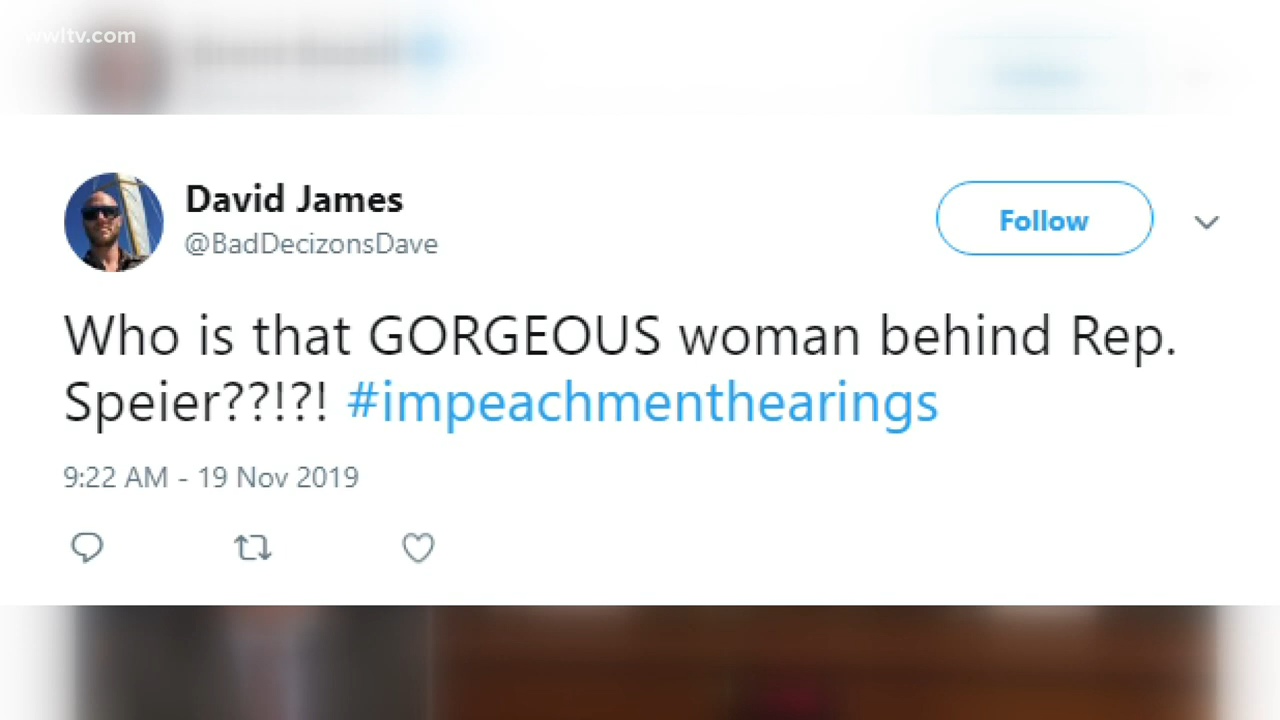 wwltv.com
David James
@BadDecizonsDave
Follow
Who is that GORGEOUS woman behind Rep.
Speier??!?! #impeachmenthearings
9:22 AM - 19 Nov 2019